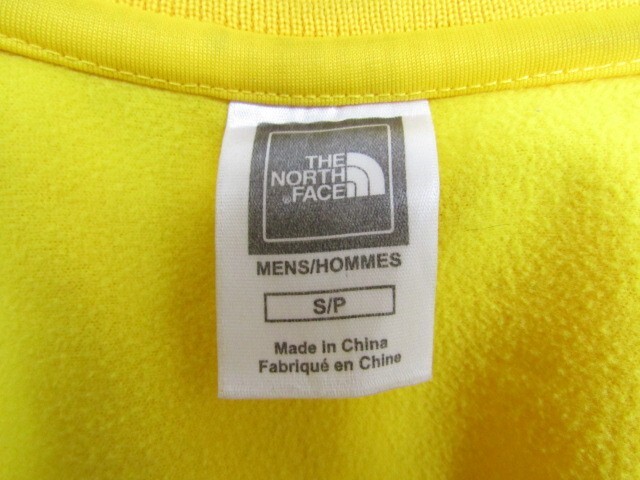 THE
NORTH
FACE
MENS/HOMMES
S/P
Made in China
Fabriqué en Chine